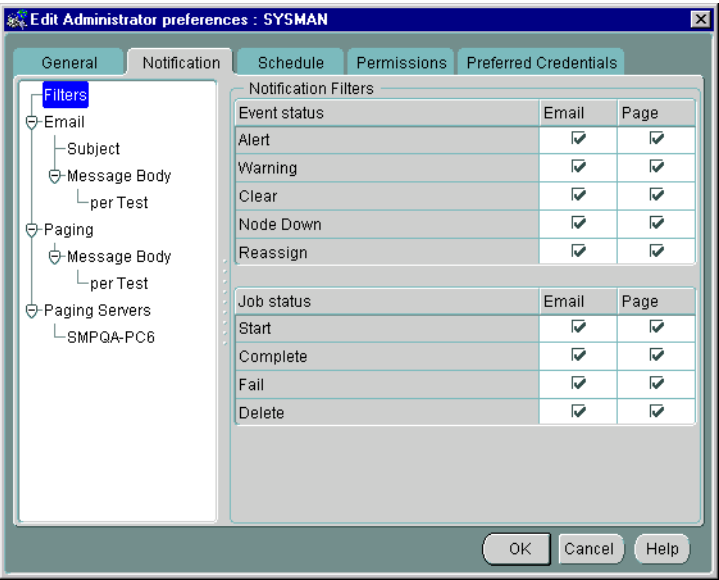 Edit Administrator preferences : SYSMAN
General Notification Schedule Permissions Preferred Credentials
Filters
Email
Subject
Message Body
per Test
Paging
Message Body
per Test
Paging Servers
SMPQA-PC6
Notification Filters
Event status Email Page
Alert
Warning
Clear
Node Down
Reassign
Job status Email Page
Start
Complete
Fail
Delete
OK Cancel Help